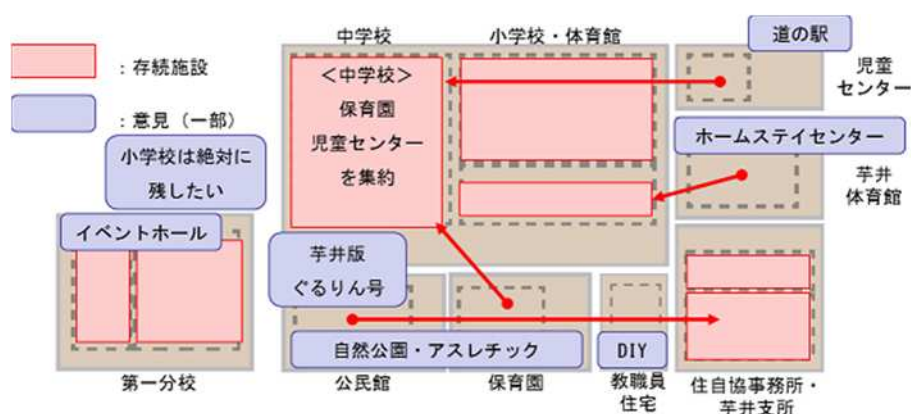 ：存続施設
：意見（一部）
中学校
小学校・体育館
道の駅
児童
センター
＜中学校＞
保育園
児童センター
を集約
ホームステイセンター
芋井
体育館
小学校は絶対に
残したい
イベントホール
第一分校
芋井版
ぐるりん号
自然公園・アスレチック
DIY
公民館
保育園
教職員
住宅
住自協事務所・
芋井支所